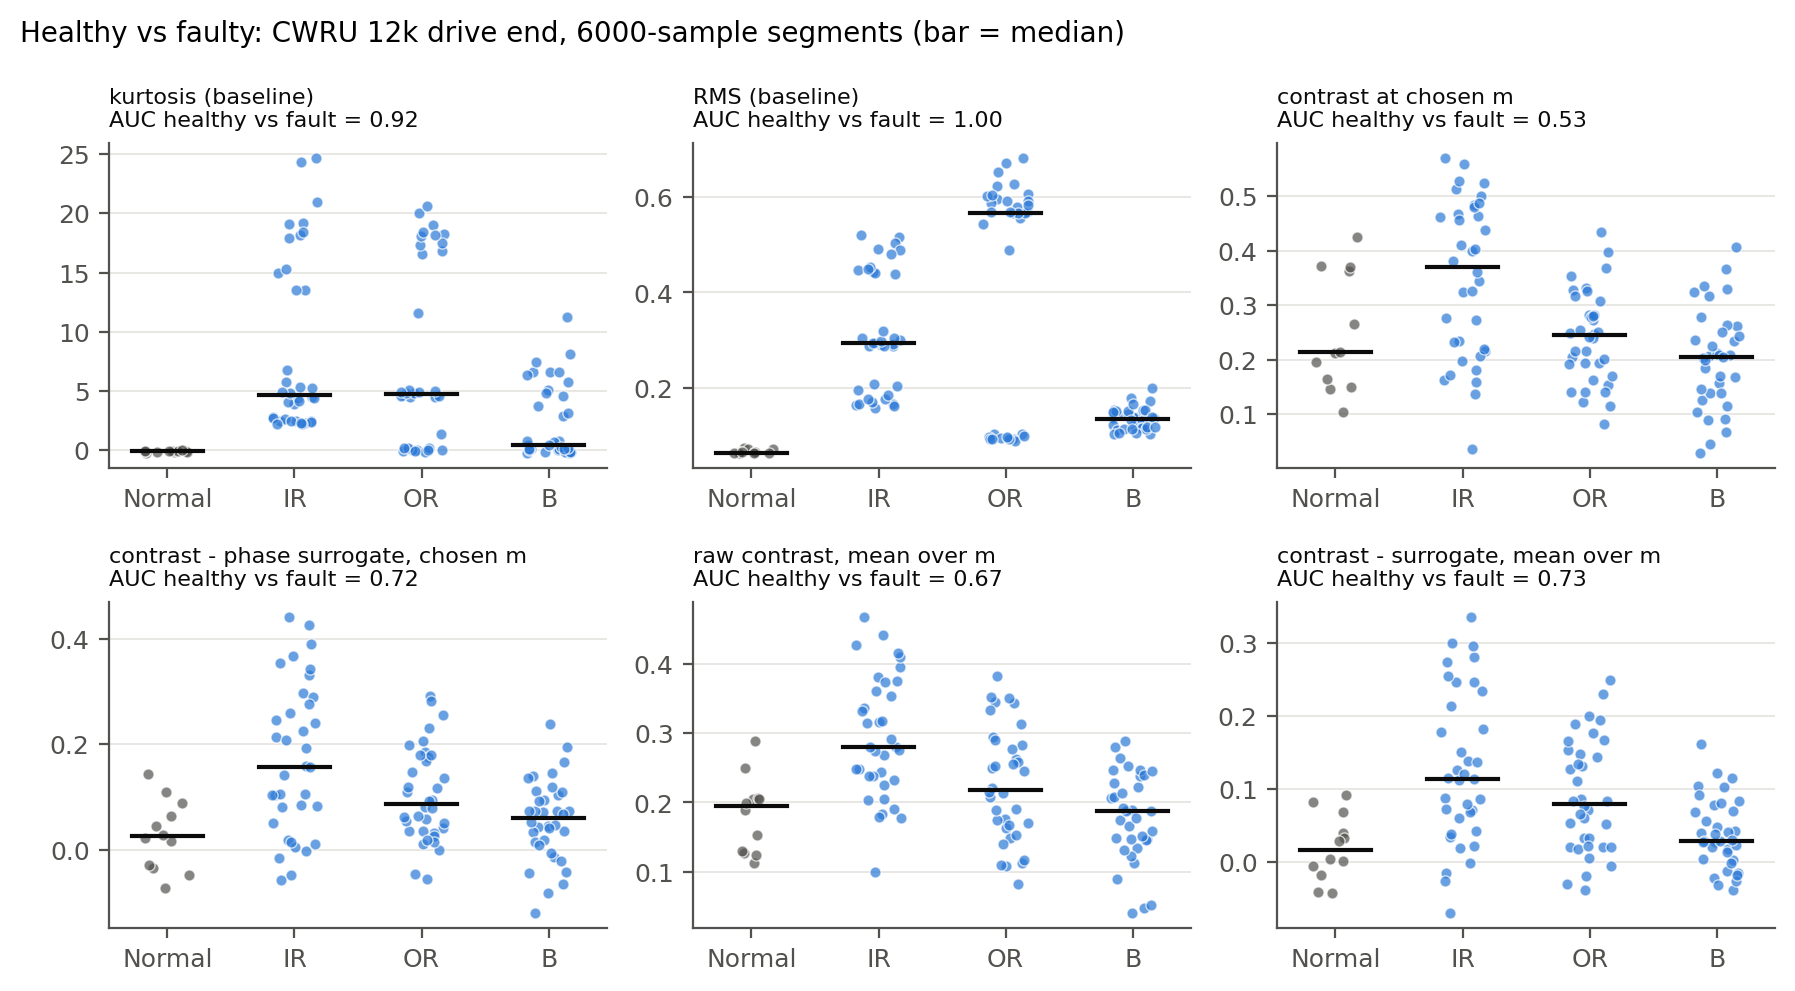 Healthy vs faulty: CWRU 12k drive end, 6000-sample segments (bar = median)
kurtosis (baseline)
AUC healthy vs fault = 0.92
25
20
15
10
5
0
Normal IR OR B
RMS (baseline)
AUC healthy vs fault = 1.00
0.6
0.4
0.2
Normal IR OR B
contrast at chosen m
AUC healthy vs fault = 0.53
0.5
0.4
0.3
0.2
0.1
Normal IR OR B
contrast - phase surrogate, chosen m
AUC healthy vs fault = 0.72
0.4
0.2
0.0
Normal IR OR B
raw contrast, mean over m
AUC healthy vs fault = 0.67
0.4
0.3
0.2
0.1
Normal IR OR B
contrast - surrogate, mean over m
AUC healthy vs fault = 0.73
0.3
0.2
0.1
0.0
Normal IR OR B